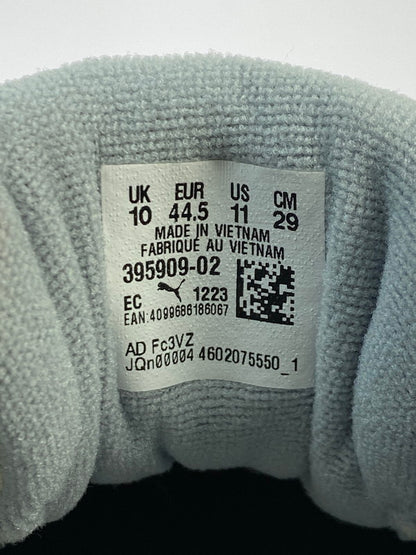 UK EUR US CM
10 44.5 11 29
MADE IN VIETNAM
FABRIQUÉ AU VIETNAM
395909-02
EC 1223
EAN:4099686186067
AD Fc3VZ
JQn00004 4602075550_1